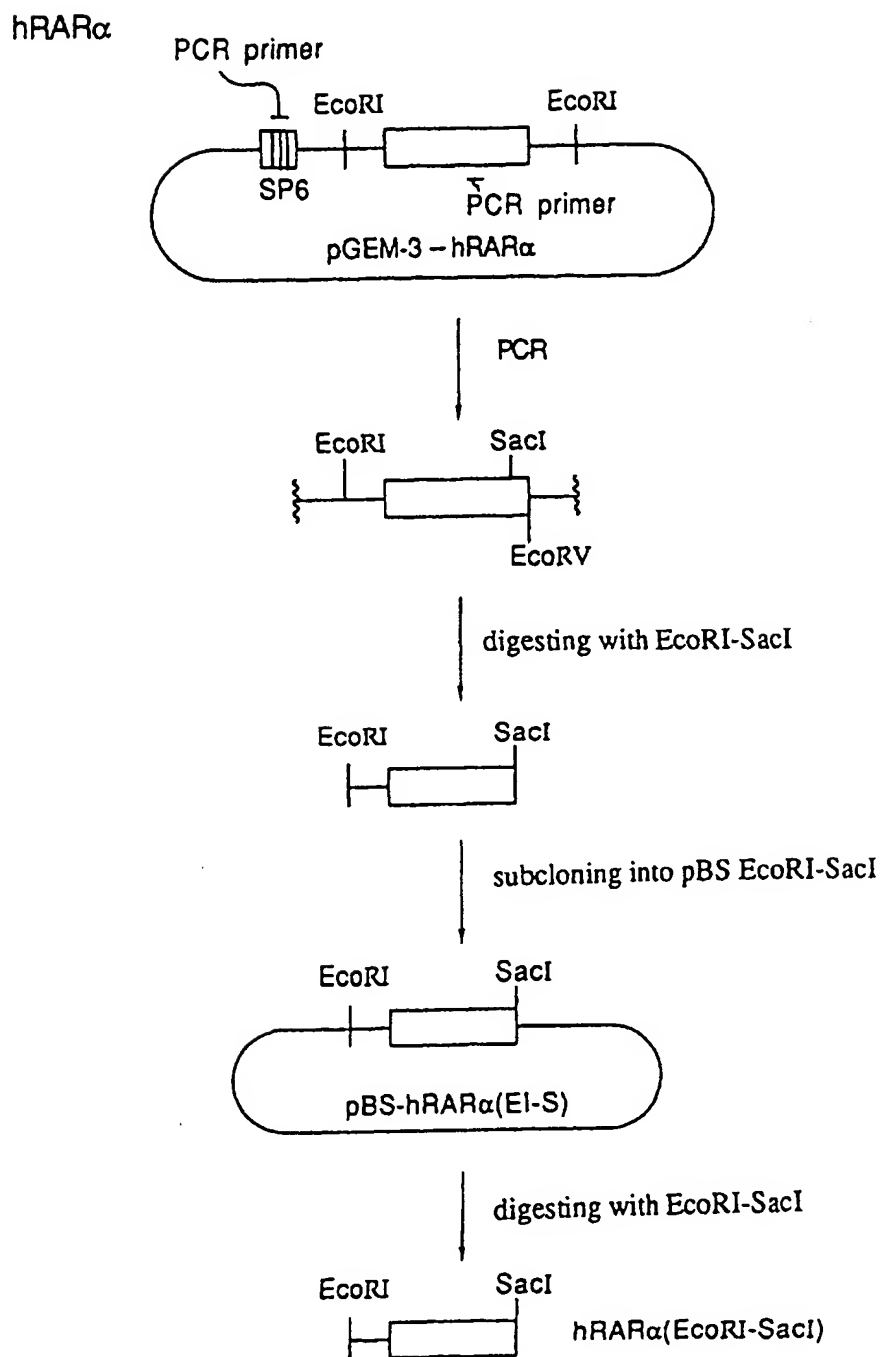 hRARα
PCR primer
EcoRI
EcoRI
SP6
PCR primer
pGEM-3 – hRARα
PCR
EcoRI
SacI
EcoRV
digesting with EcoRI-SacI
EcoRI
SacI
subcloning into pBS EcoRI-SacI
EcoRI
SacI
pBS-hRARα(EI-S)
digesting with EcoRI-SacI
EcoRI
SacI
hRARα(EcoRI-SacI)